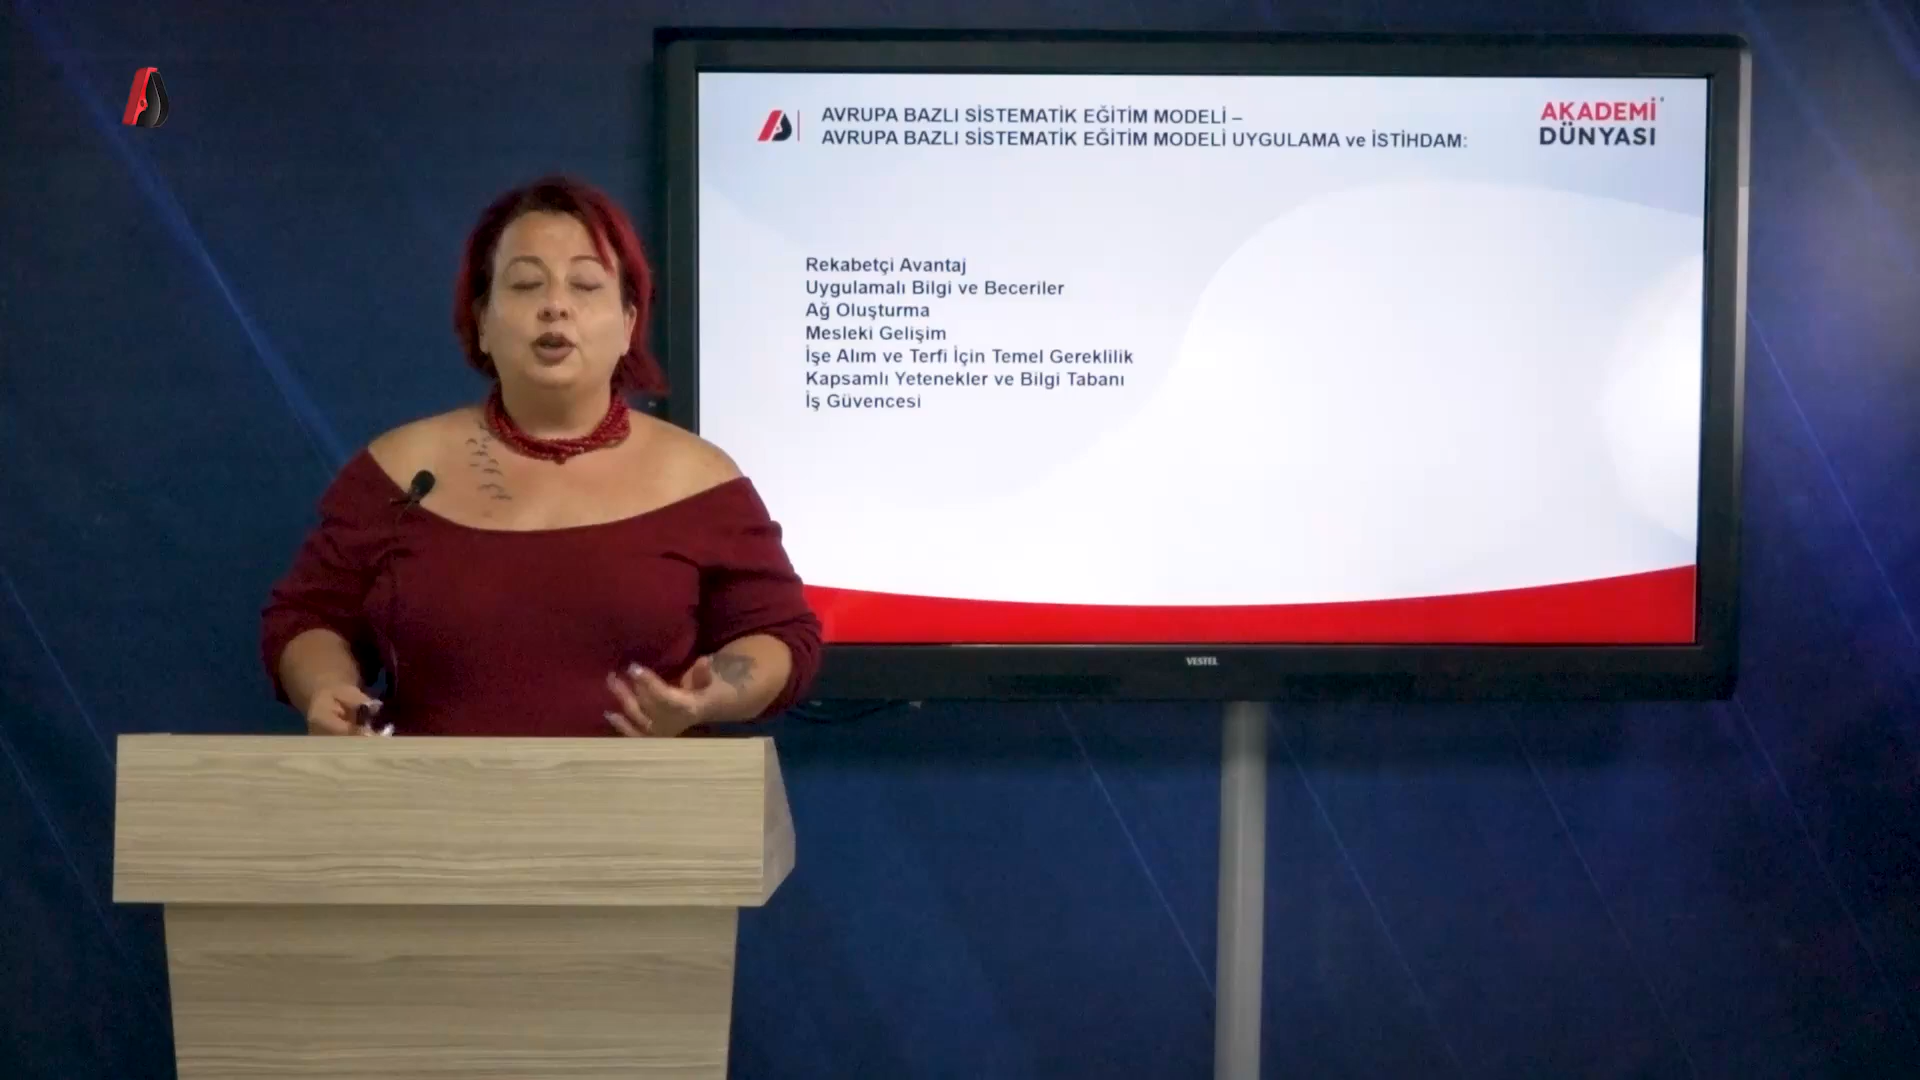 AVRUPA BAZLI SİSTEMATİK EĞİTİM MODELİ –
AVRUPA BAZLI SİSTEMATİK EĞİTİM MODELİ UYGULAMA ve İSTİHDAM:
AKADEMİ
DÜNYASI
Rekabetçi Avantaj
Uygulamalı Bilgi ve Beceriler
Ağ Oluşturma
Mesleki Gelişim
İşe Alım ve Terfi İçin Temel Gereklilik
Kapsamlı Yetenekler ve Bilgi Tabanı
İş Güvencesi
VESTEL